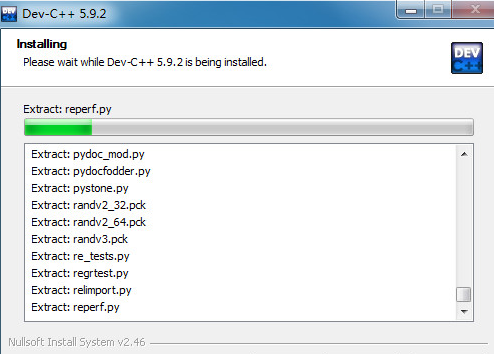 Dev-C++ 5.9.2
Installing
Please wait while Dev-C++ 5.9.2 is being installed.
DEV
C++
Extract: reperf.py
Extract: pydoc_mod.py
Extract: pydocfodder.py
Extract: pystone.py
Extract: randv2_32.pck
Extract: randv2_64.pck
Extract: randv3.pck
Extract: re_tests.py
Extract: regrtest.py
Extract: relimport.py
Extract: reperf.py
Nullsoft Install System v2.46